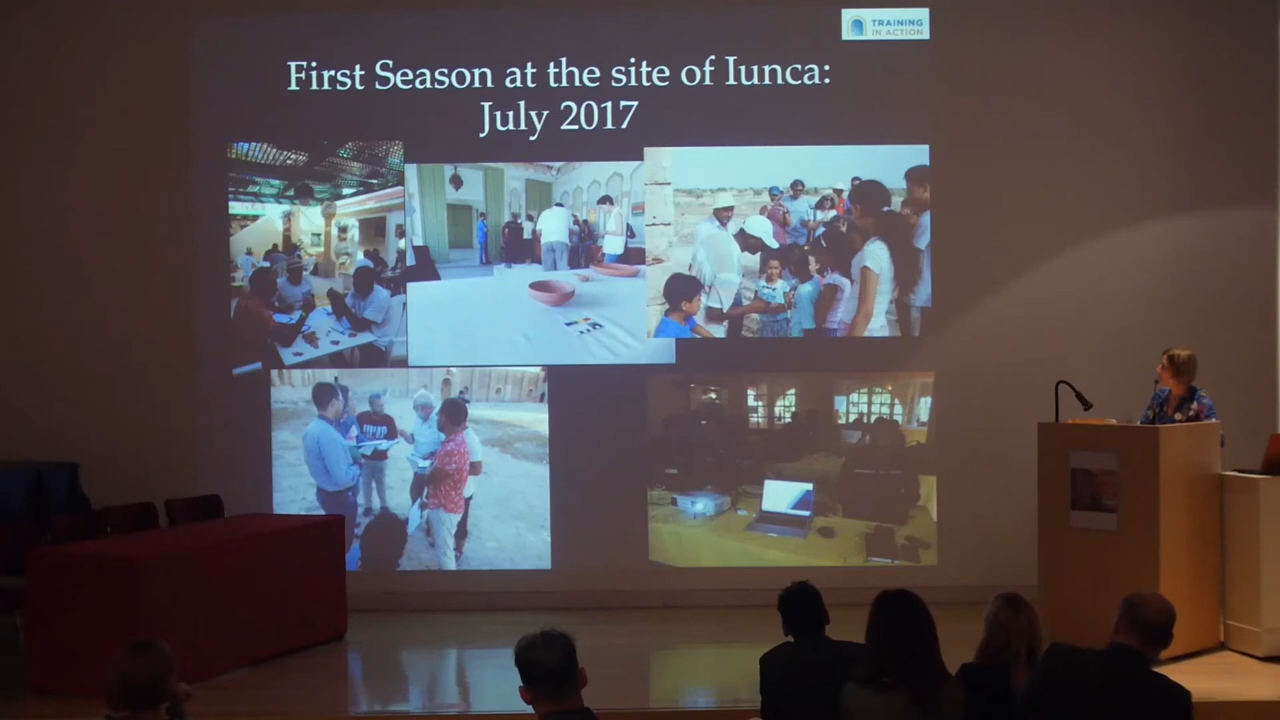 TRAINING
IN ACTION
First Season at the site of Iunca:
July 2017